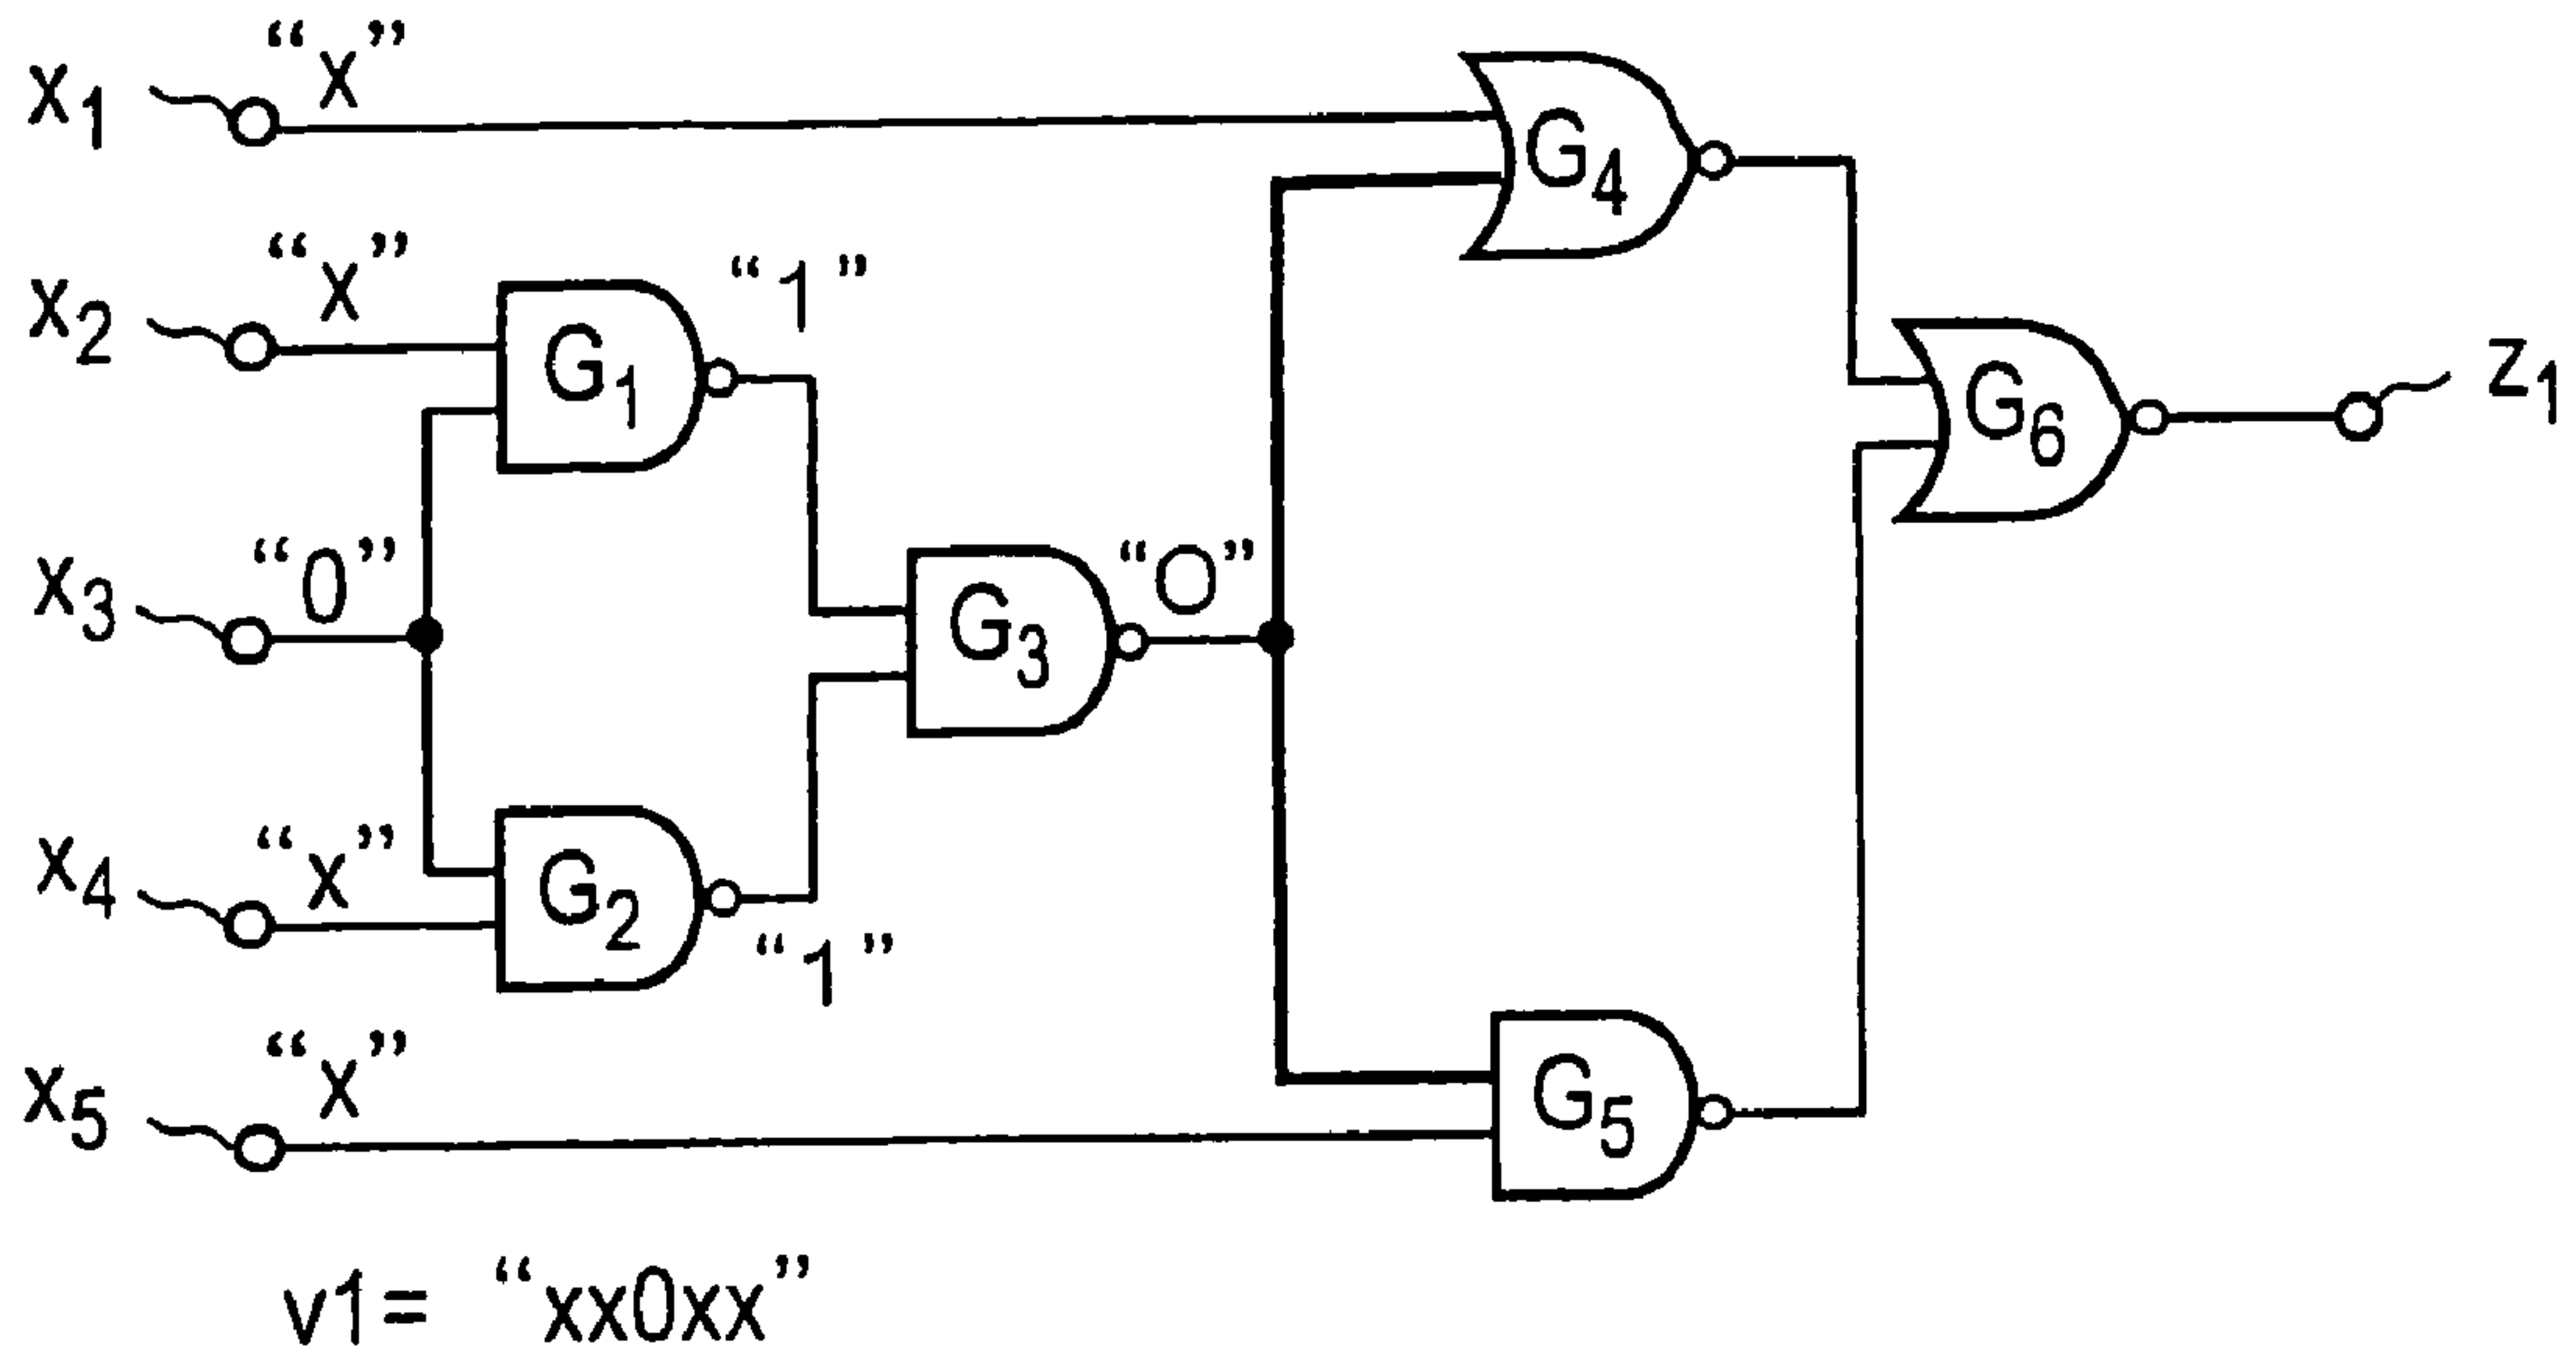 x1 “x”
G4
x2 “x”
G1 “1”
G6
z1
x3 “0”
G3 “0”
x4 “x”
G2 “1”
x5 “x”
G5
v1= “xx0xx”